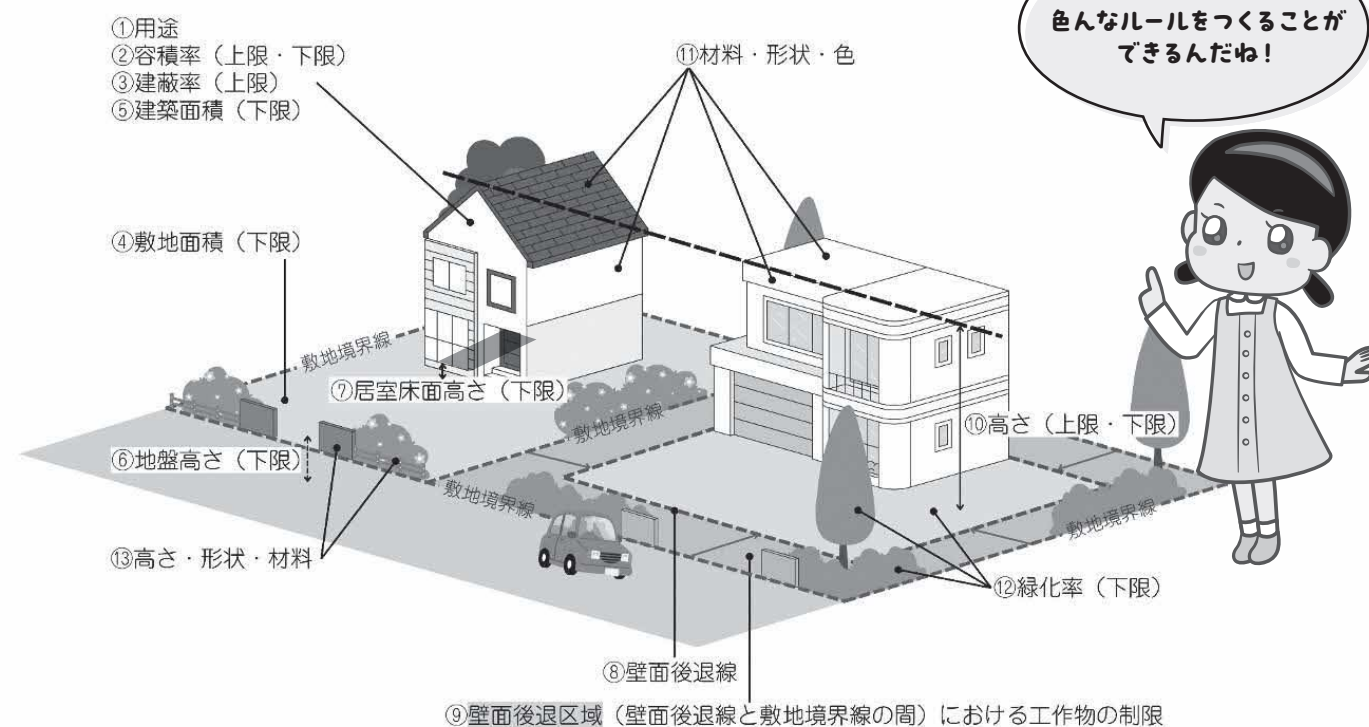 色んなルールをつくることが
できるんだね！
①用途
②容積率（上限・下限）
③建蔽率（上限）
⑤建築面積（下限）
⑪材料・形状・色
④敷地面積（下限）
敷地境界線
⑦居室床面高さ（下限）
敷地境界線
⑩高さ（上限・下限）
⑥地盤高さ（下限）
敷地境界線
敷地境界線
⑬高さ・形状・材料
⑫緑化率（下限）
⑧壁面後退線
⑨壁面後退区域（壁面後退線と敷地境界線の間）における工作物の制限